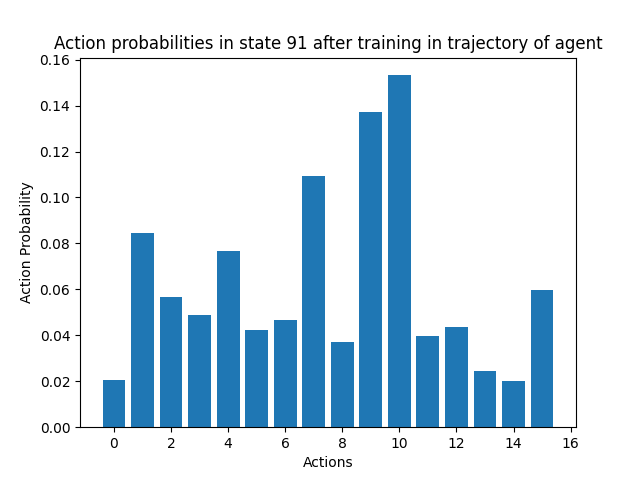 Action probabilities in state 91 after training in trajectory of agent
0.16
0.14
0.12
0.10
0.08
0.06
0.04
0.02
0.00
Action Probability
0 2 4 6 8 10 12 14 16
Actions